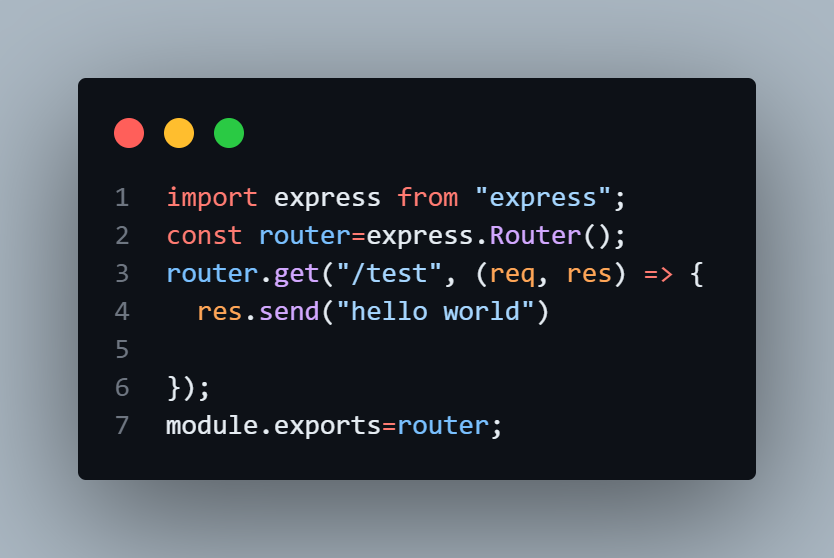 1 import express from "express";
2 const router=express.Router();
3 router.get("/test", (req, res) => {
4   res.send("hello world")
5
6 });
7 module.exports=router;